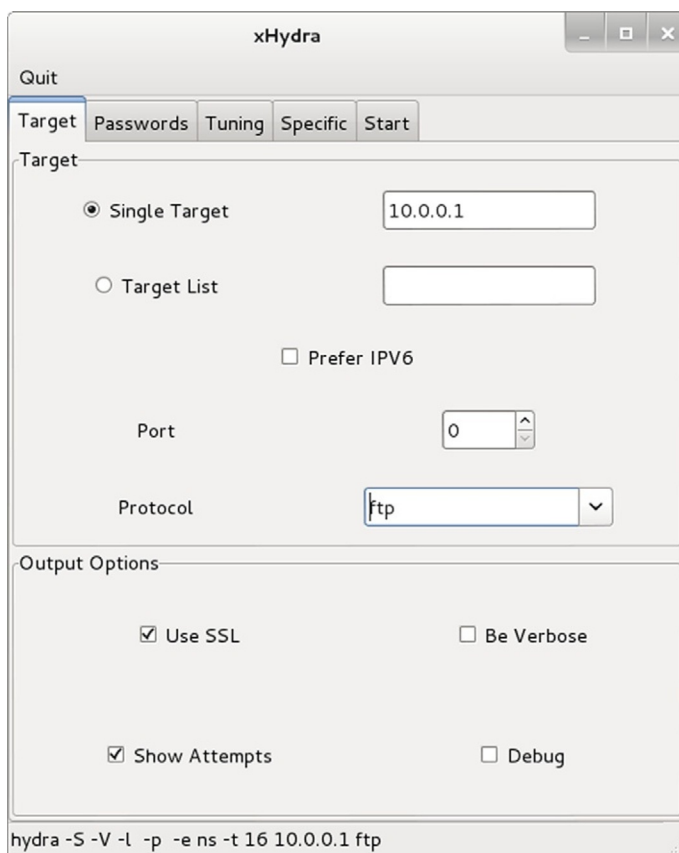 xHydra
Quit
Target Passwords Tuning Specific Start
Target
Single Target 10.0.0.1
Target List
Prefer IPV6
Port 0
Protocol ftp
Output Options
Use SSL Be Verbose
Show Attempts Debug
hydra -S -V -l -p -e ns -t 16 10.0.0.1 ftp